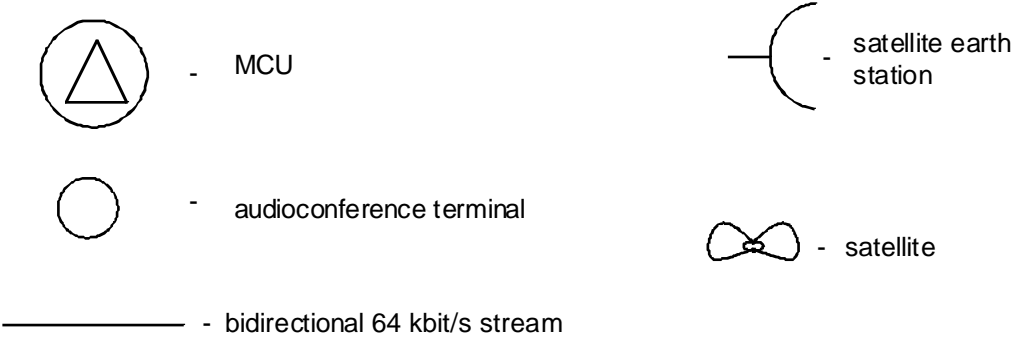 - MCU
- audioconference terminal
- bidirectional 64 kbit/s stream
- satellite earth
station
- satellite